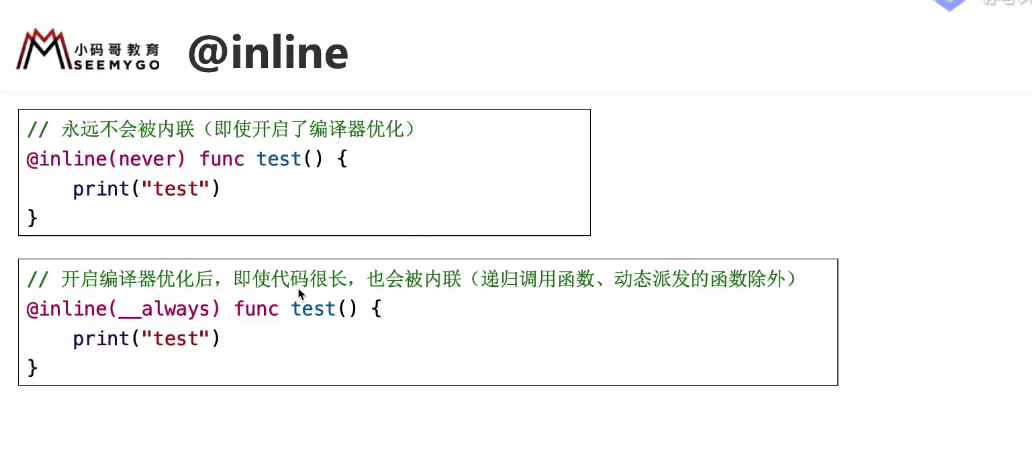 小码哥教育
SEEMYGO
@inline
// 永远不会被内联（即使开启了编译器优化）
@inline(never) func test() {
    print("test")
}
// 开启编译器优化后，即使代码很长，也会被内联（递归调用函数、动态派发的函数除外）
@inline(__always) func test() {
    print("test")
}